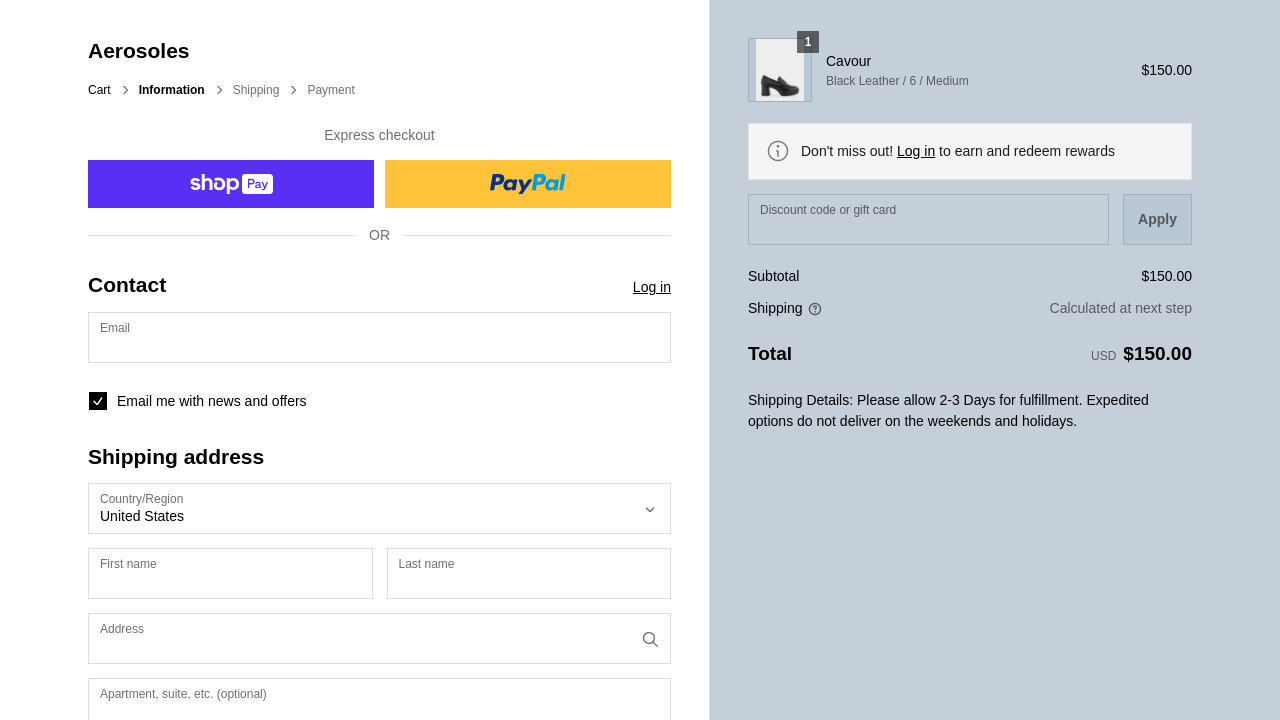 Aerosoles
Cart > Information > Shipping > Payment
Express checkout
shop Pay
PayPal
OR
Contact
Log in
Email
Email me with news and offers
Shipping address
Country/Region
United States
First name
Last name
Address
Apartment, suite, etc. (optional)
1
Cavour
Black Leather / 6 / Medium
$150.00
Don't miss out! Log in to earn and redeem rewards
Discount code or gift card
Apply
Subtotal
$150.00
Shipping
Calculated at next step
Total
USD $150.00
Shipping Details: Please allow 2-3 Days for fulfillment. Expedited
options do not deliver on the weekends and holidays.